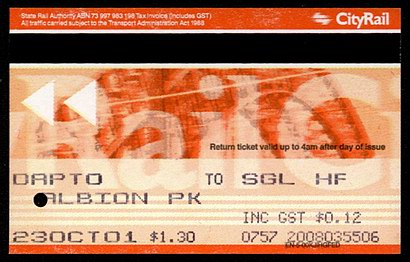 State Rail Authority ABN 73 997 983 198 Tax Invoice (Includes GST)
All traffic carried subject to the Transport Administration Act 1988
CityRail
Return ticket valid up to 4am after day of issue
DAPTO TO SGL HF
ALBION PK
INC GST $0.12
23OCT01 $1.30 0757 2008035506